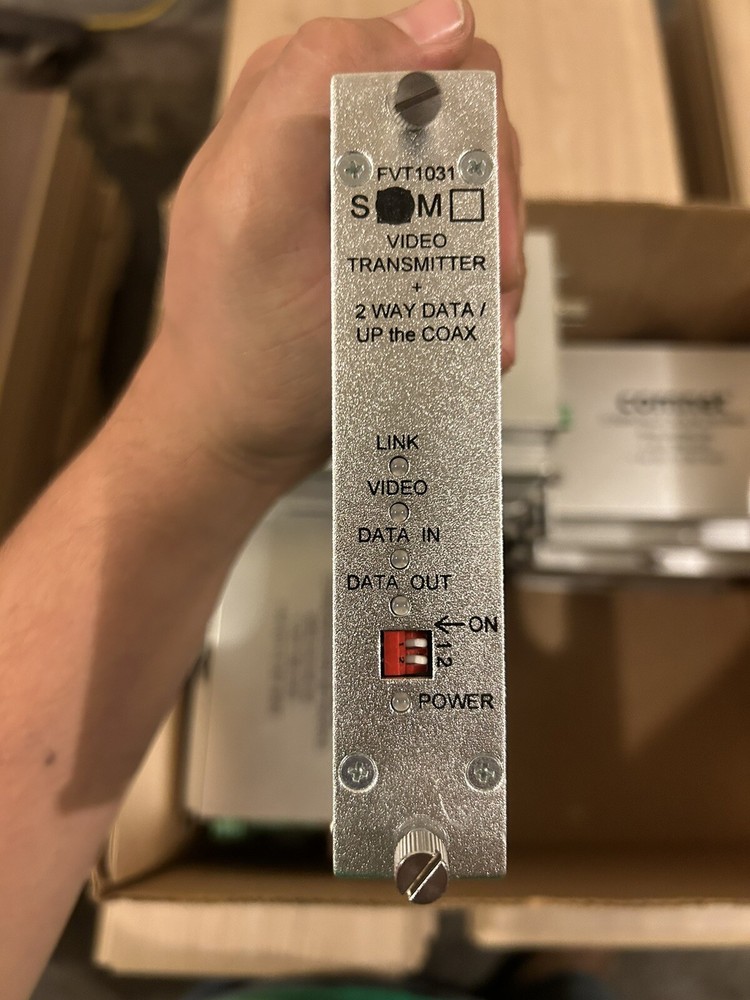 FVT1031
S M
VIDEO
TRANSMITTER
+
2 WAY DATA /
UP the COAX
LINK
VIDEO
DATA IN
DATA OUT
← ON
1
2
POWER
comnet